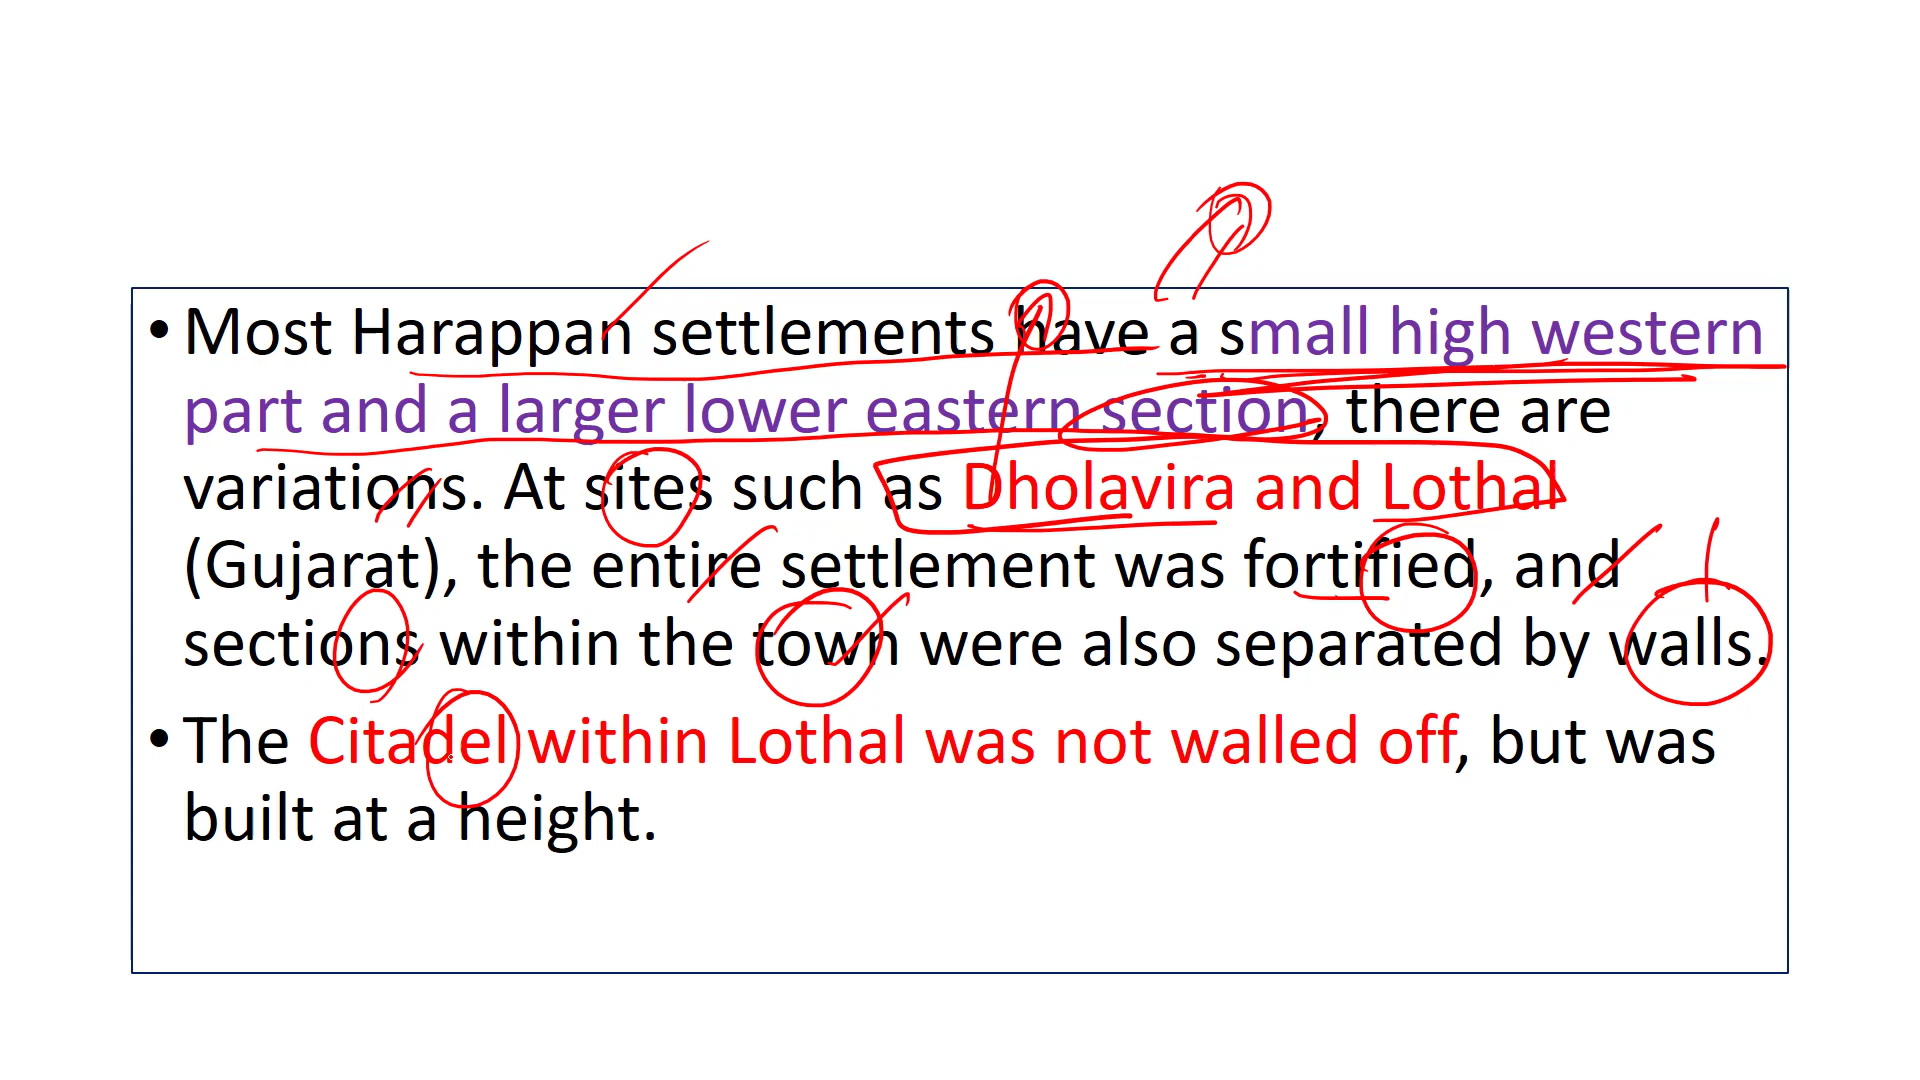 • Most Harappan settlements have a small high western
part and a larger lower eastern section, there are
variations. At sites such as Dholavira and Lothal
(Gujarat), the entire settlement was fortified, and
sections within the town were also separated by walls.
• The Citadel within Lothal was not walled off, but was
built at a height.